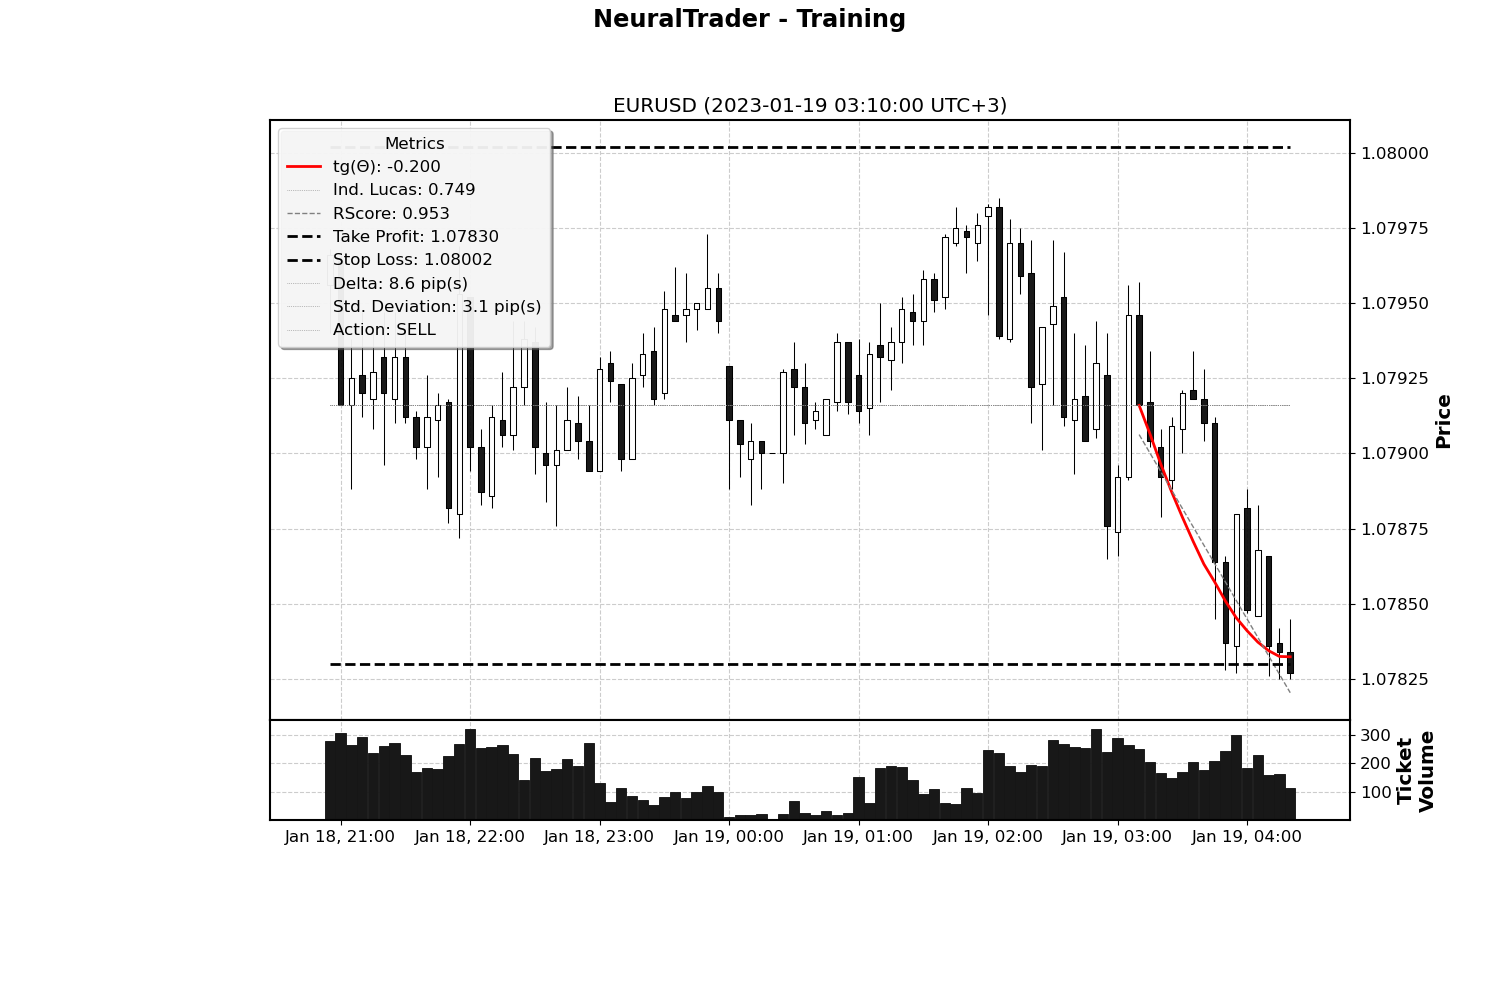 NeuralTrader - Training
EURUSD (2023-01-19 03:10:00 UTC+3)
Metrics
tg(Θ): -0.200
Ind. Lucas: 0.749
RScore: 0.953
Take Profit: 1.07830
Stop Loss: 1.08002
Delta: 8.6 pip(s)
Std. Deviation: 3.1 pip(s)
Action: SELL
1.08000
1.07975
1.07950
1.07925
1.07900
1.07875
1.07850
1.07825
Price
300
200
100
Ticket
Volume
Jan 18, 21:00
Jan 18, 22:00
Jan 18, 23:00
Jan 19, 00:00
Jan 19, 01:00
Jan 19, 02:00
Jan 19, 03:00
Jan 19, 04:00